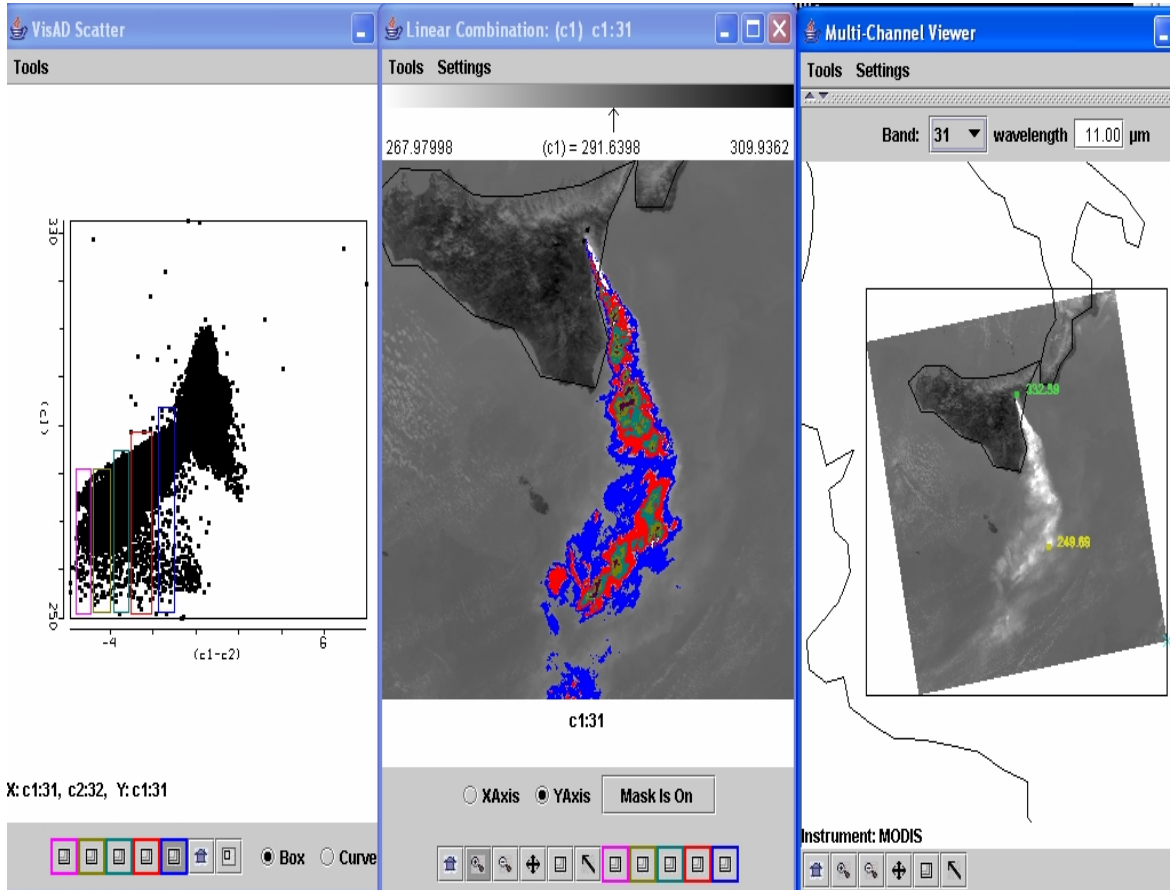 VisAD Scatter
Tools
330
(c1)
250
-4
6
(c1-c2)
X: c1:31, c2:32, Y: c1:31
Box
Curve
Linear Combination: (c1) c1:31
Tools Settings
267.97998 (c1) = 291.6398 309.9362
c1:31
XAxis YAxis Mask Is On
Multi-Channel Viewer
Tools Settings
Band: 31 wavelength 11.00 µm
332.59
249.69
Instrument: MODIS